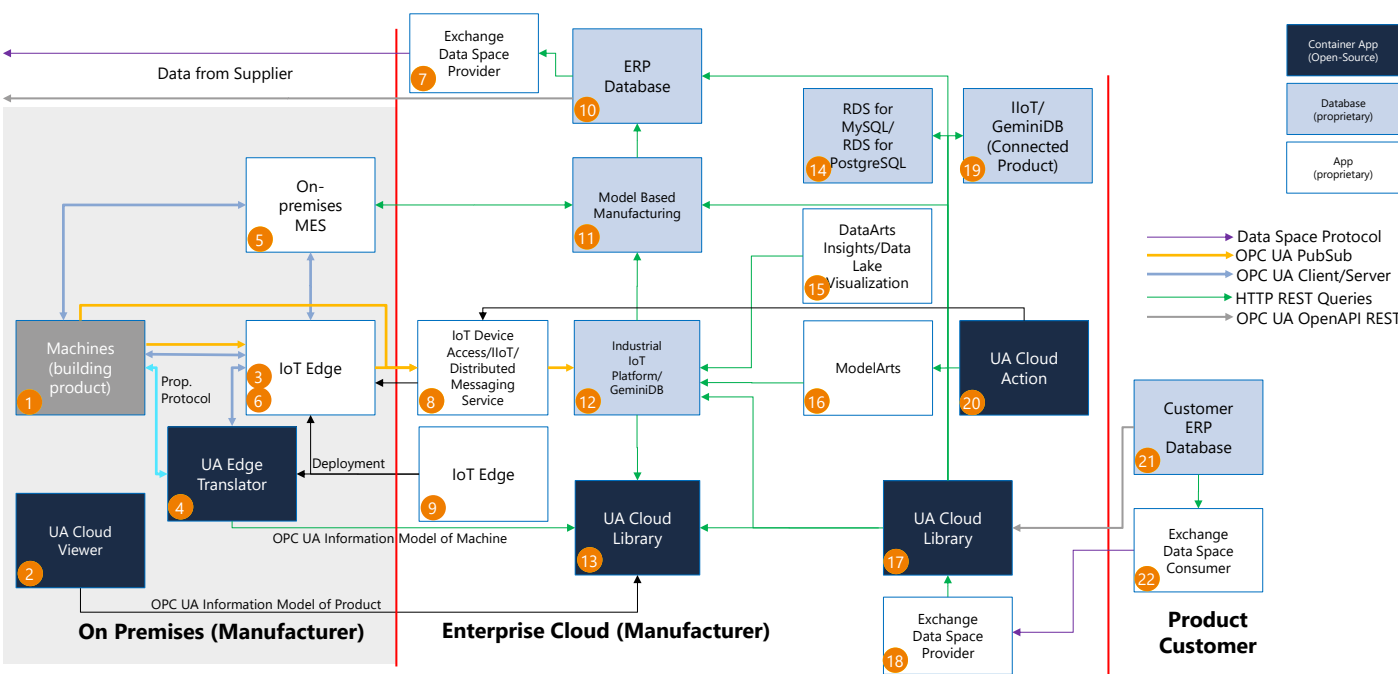 Exchange
Data Space
Provider
7
Data from Supplier
ERP
Database
10
RDS for
MySQL/
RDS for
PostgreSQL
14
IIoT/
GeminiDB
(Connected
Product)
19
Container App
(Open-Source)
Database
(proprietary)
App
(proprietary)
On-
premises
MES
5
Model Based
Manufacturing
11
DataArts
Insights/Data
Lake
Visualization
15
Data Space Protocol
OPC UA PubSub
OPC UA Client/Server
HTTP REST Queries
OPC UA OpenAPI REST
Machines
(building
product)
1
Prop.
Protocol
IoT Edge
3
6
IoT Device
Access/IIoT/
Distributed
Messaging
Service
8
Industrial
IoT
Platform/
GeminiDB
12
ModelArts
16
UA Cloud
Action
20
Customer
ERP
Database
21
UA Edge
Translator
4
Deployment
IoT Edge
9
UA Cloud
Viewer
2
OPC UA Information Model of Machine
UA Cloud
Library
13
UA Cloud
Library
17
Exchange
Data Space
Consumer
22
OPC UA Information Model of Product
On Premises (Manufacturer)
Enterprise Cloud (Manufacturer)
Exchange
Data Space
Provider
18
Product
Customer